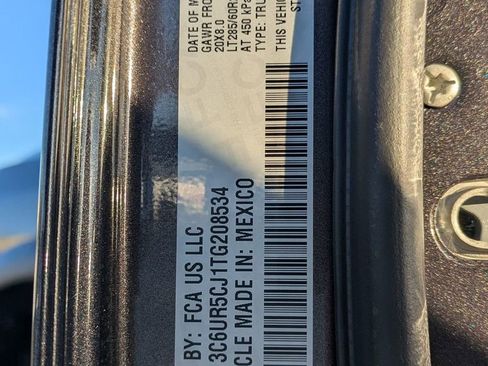 DATE OF M
GAWR FRO
20X8.0
LT285/60R
AT 450 kPa
TYPE: TRU
THIS VEHIC
ST
BY: FCA US LLC
3C6UR5CJ1TG208534
CLE MADE IN: MEXICO